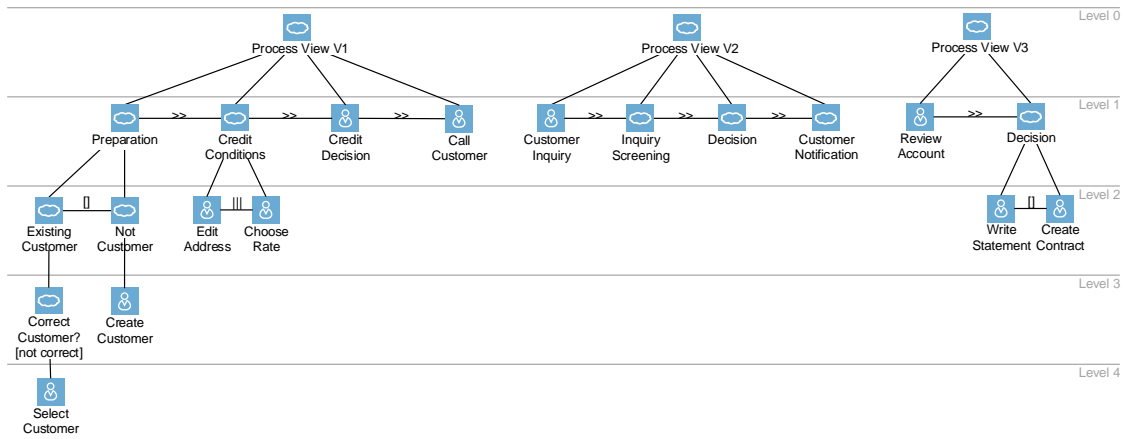 Level 0
Process View V1
Process View V2
Process View V3
Level 1
>>
>>
>>
>>
>>
>>
>>
Preparation
Credit
Conditions
Credit
Decision
Call
Customer
Customer
Inquiry
Inquiry
Screening
Decision
Customer
Notification
Review
Account
Decision
Level 2
[]
|||
[]
Existing
Customer
Not
Customer
Edit
Address
Choose
Rate
Write
Statement
Create
Contract
Level 3
Correct
Customer?
[not correct]
Create
Customer
Level 4
Select
Customer